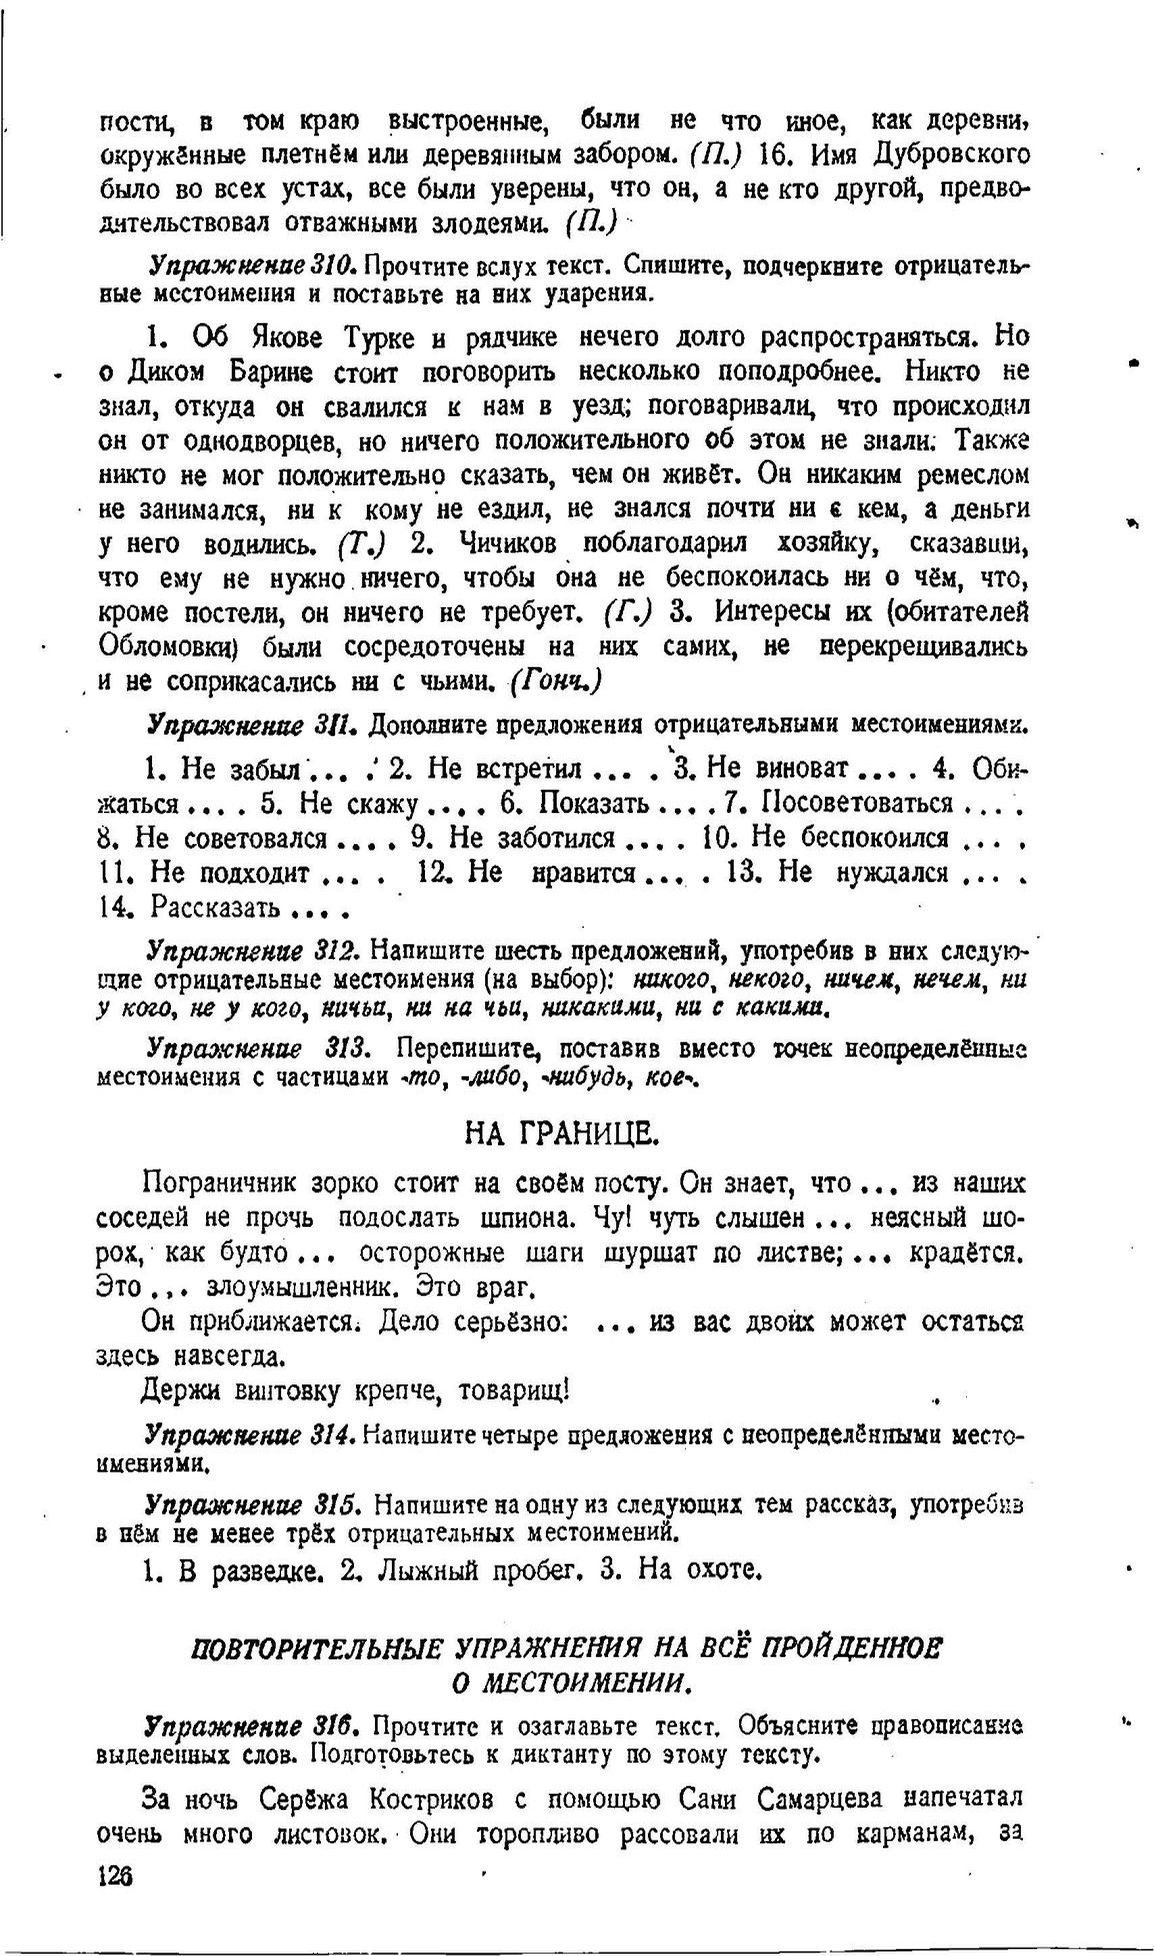 пости, в том краю выстроенные, были не что иное, как деревни,
окружённые плетнём или деревянным забором. (П.) 16. Имя Дубровского
было во всех устах, все были уверены, что он, а не кто другой, предво-
дительствовал отважными злодеями. (П.)
Упражнение 310. Прочтите вслух текст. Спишите, подчеркните отрицатель-
ные местоимения и поставьте на них ударения.
1. Об Якове Турке и рядчике нечего долго распространяться. Но
о Диком Барине стоит поговорить несколько поподробнее. Никто не
знал, откуда он свалился к нам в уезд; поговаривали, что происходил
он от однодворцев, но ничего положительного об этом не знали. Также
никто не мог положительно сказать, чем он живёт. Он никаким ремеслом
не занимался, ни к кому не ездил, не знался почти ни с кем, а деньги
у него водились. (Т.) 2. Чичиков поблагодарил хозяйку, сказавши,
что ему не нужно ничего, чтобы она не беспокоилась ни о чём, что,
кроме постели, он ничего не требует. (Г.) 3. Интересы их (обитателей
Обломовки) были сосредоточены на них самих, не перекрещивались
и не соприкасались ни с чьими. (Гонч.)
Упражнение 311. Дополните предложения отрицательными местоимениями.
1. Не забыл ... . 2. Не встретил ... . 3. Не виноват ... . 4. Оби-
жаться ... . 5. Не скажу ... . 6. Показать ... . 7. Посоветоваться ... .
8. Не советовался ... . 9. Не заботился ... . 10. Не беспокоился ... .
11. Не подходит ... . 12. Не нравится ... . 13. Не нуждался ... .
14. Рассказать ... .
Упражнение 312. Напишите шесть предложений, употребив в них следую-
щие отрицательные местоимения (на выбор): никого, некого, ничем, нечем, ни
у кого, не у кого, ничьи, ни на чьи, никакими, ни с какими.
Упражнение 313. Перепишите, поставив вместо точек неопределённые
местоимения с частицами -то, -либо, -нибудь, кое-.
НА ГРАНИЦЕ.
Пограничник зорко стоит на своём посту. Он знает, что ... из наших
соседей не прочь подослать шпиона. Чу! чуть слышен ... неясный шо-
рох, как будто ... осторожные шаги шуршат по листве; ... крадётся.
Это ... злоумышленник. Это враг.
Он приближается. Дело серьёзно: ... из вас двоих может остаться
здесь навсегда.
Держи винтовку крепче, товарищ!
Упражнение 314. Напишите четыре предложения с неопределёнными место-
имениями.
Упражнение 315. Напишите на одну из следующих тем рассказ, употребив
в нём не менее трёх отрицательных местоимений.
1. В разведке. 2. Лыжный пробег. 3. На охоте.
ПОВТОРИТЕЛЬНЫЕ УПРАЖНЕНИЯ НА ВСЁ ПРОЙДЕННОЕ
О МЕСТОИМЕНИИ.
Упражнение 316. Прочтите и озаглавьте текст. Объясните правописание
выделенных слов. Подготовьтесь к диктанту по этому тексту.
За ночь Серёжа Костриков с помощью Сани Самарцева напечатал
очень много листовок. Они торопливо рассовали их по карманам, за
126